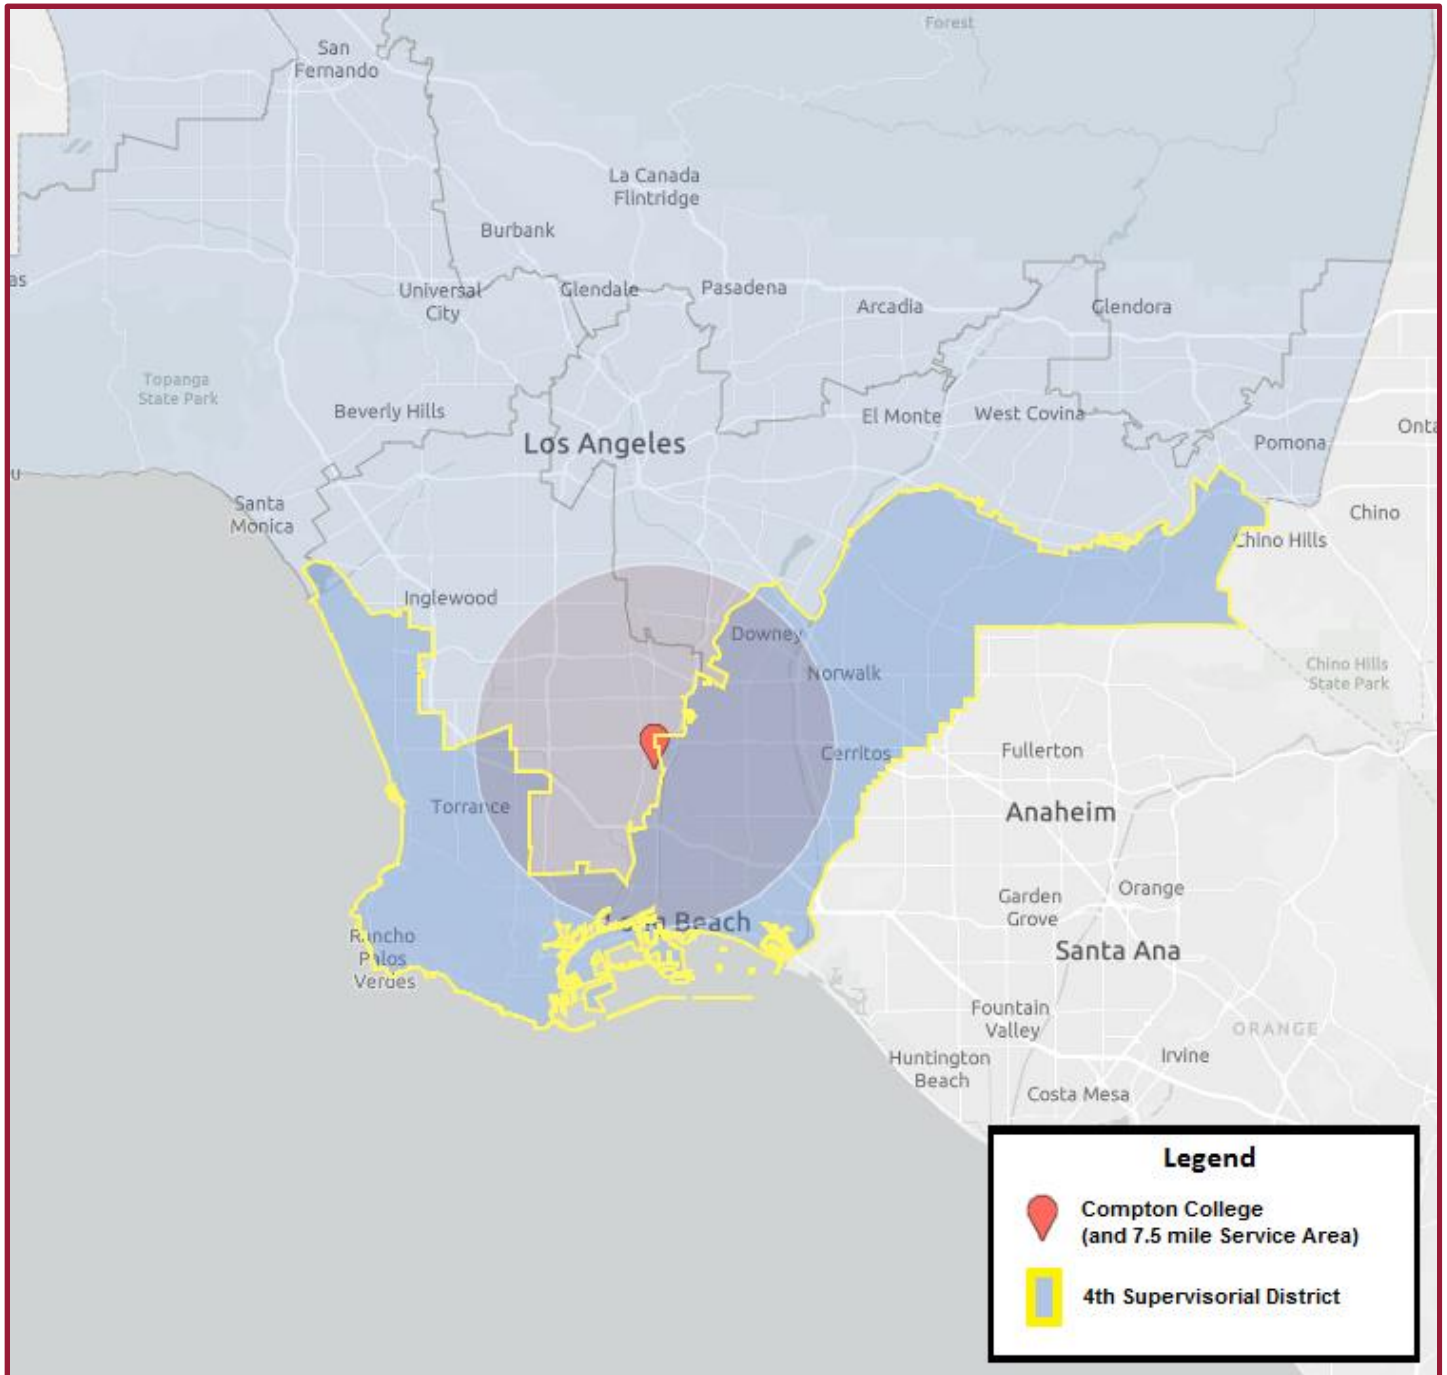 Forest
San
Fernando
La Canada
Flintridge
Burbank
as
Universal
City
Glendale
Pasadena
Arcadia
Glendora
Topanga
State Park
Beverly Hills
El Monte
West Covina
Los Angeles
Pomona
Onta
u
Santa
Monica
Chino
Chino Hills
Inglewood
Downey
Norwalk
Chino Hills
State Park
Cerritos
Fullerton
Torrance
Anaheim
Garden
Grove
Orange
Long Beach
Rancho
Palos
Verdes
Santa Ana
Fountain
Valley
ORANGE
Huntington
Beach
Irvine
Costa Mesa
Legend
Compton College
(and 7.5 mile Service Area)
4th Supervisorial District